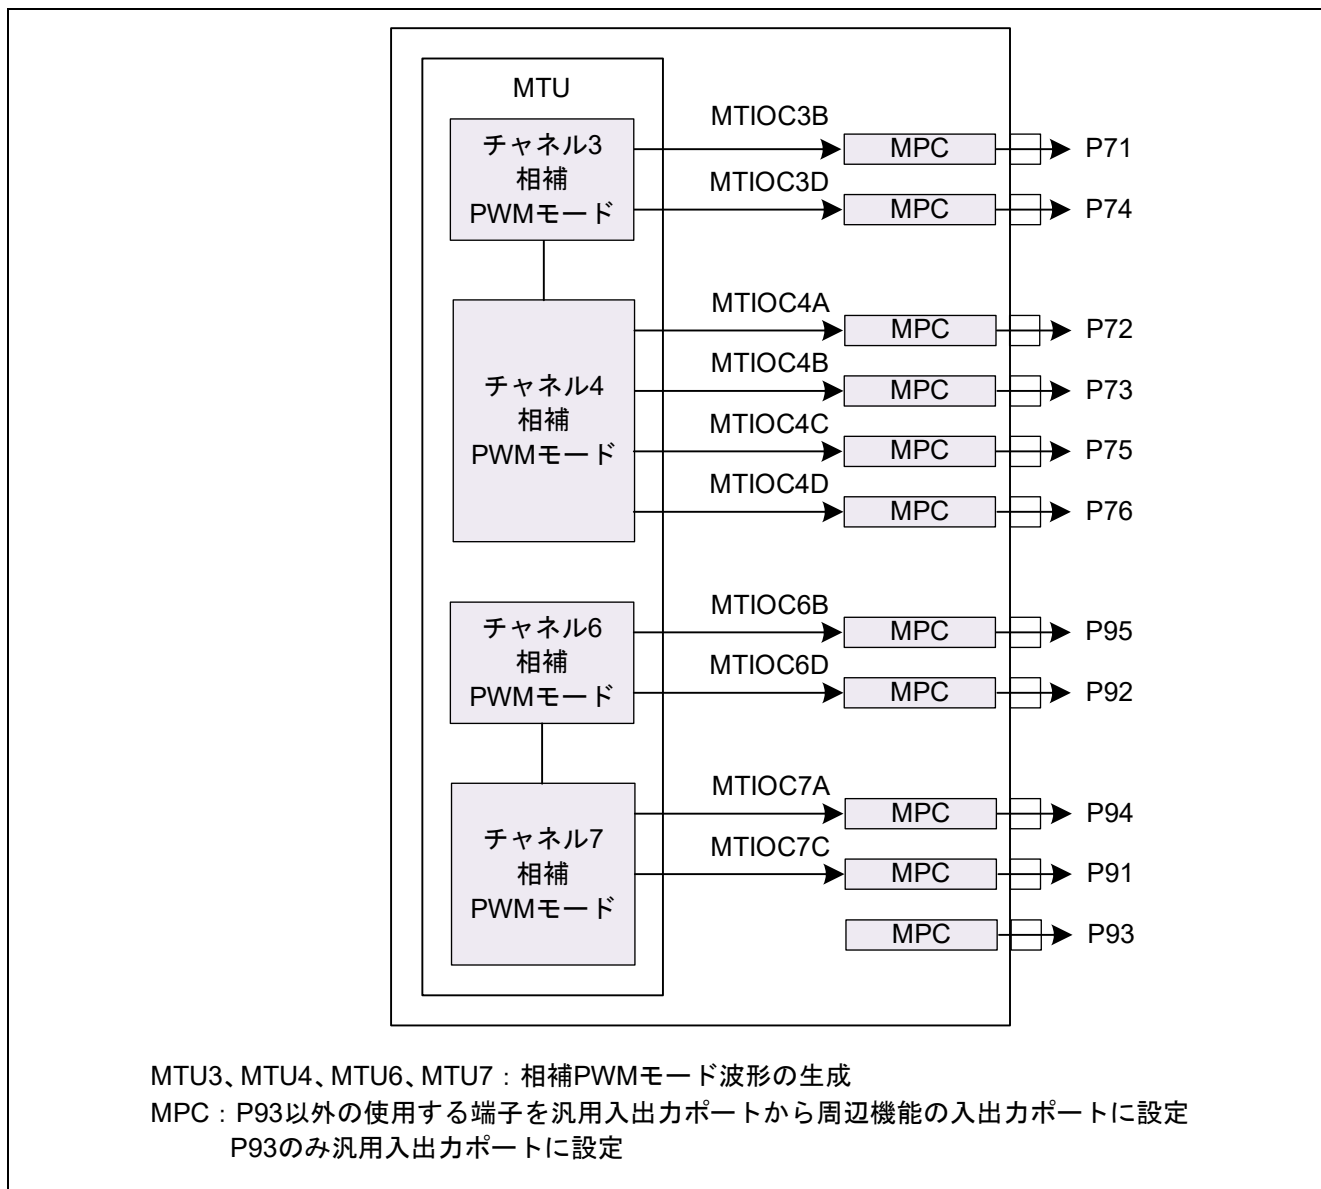 MTU
チャネル3
相補
PWMモード
MTIOC3B
MPC
P71
MTIOC3D
MPC
P74
チャネル4
相補
PWMモード
MTIOC4A
MPC
P72
MTIOC4B
MPC
P73
MTIOC4C
MPC
P75
MTIOC4D
MPC
P76
チャネル6
相補
PWMモード
MTIOC6B
MPC
P95
MTIOC6D
MPC
P92
チャネル7
相補
PWMモード
MTIOC7A
MPC
P94
MTIOC7C
MPC
P91
MPC
P93
MTU3、MTU4、MTU6、MTU7：相補PWMモード波形の生成
MPC：P93以外の使用する端子を汎用入出力ポートから周辺機能の入出力ポートに設定
P93のみ汎用入出力ポートに設定